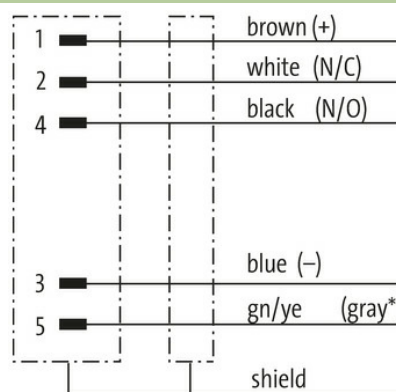 1 brown (+)
2 white (N/C)
4 black (N/O)
3 blue (–)
5 gn/ye (gray*
shield